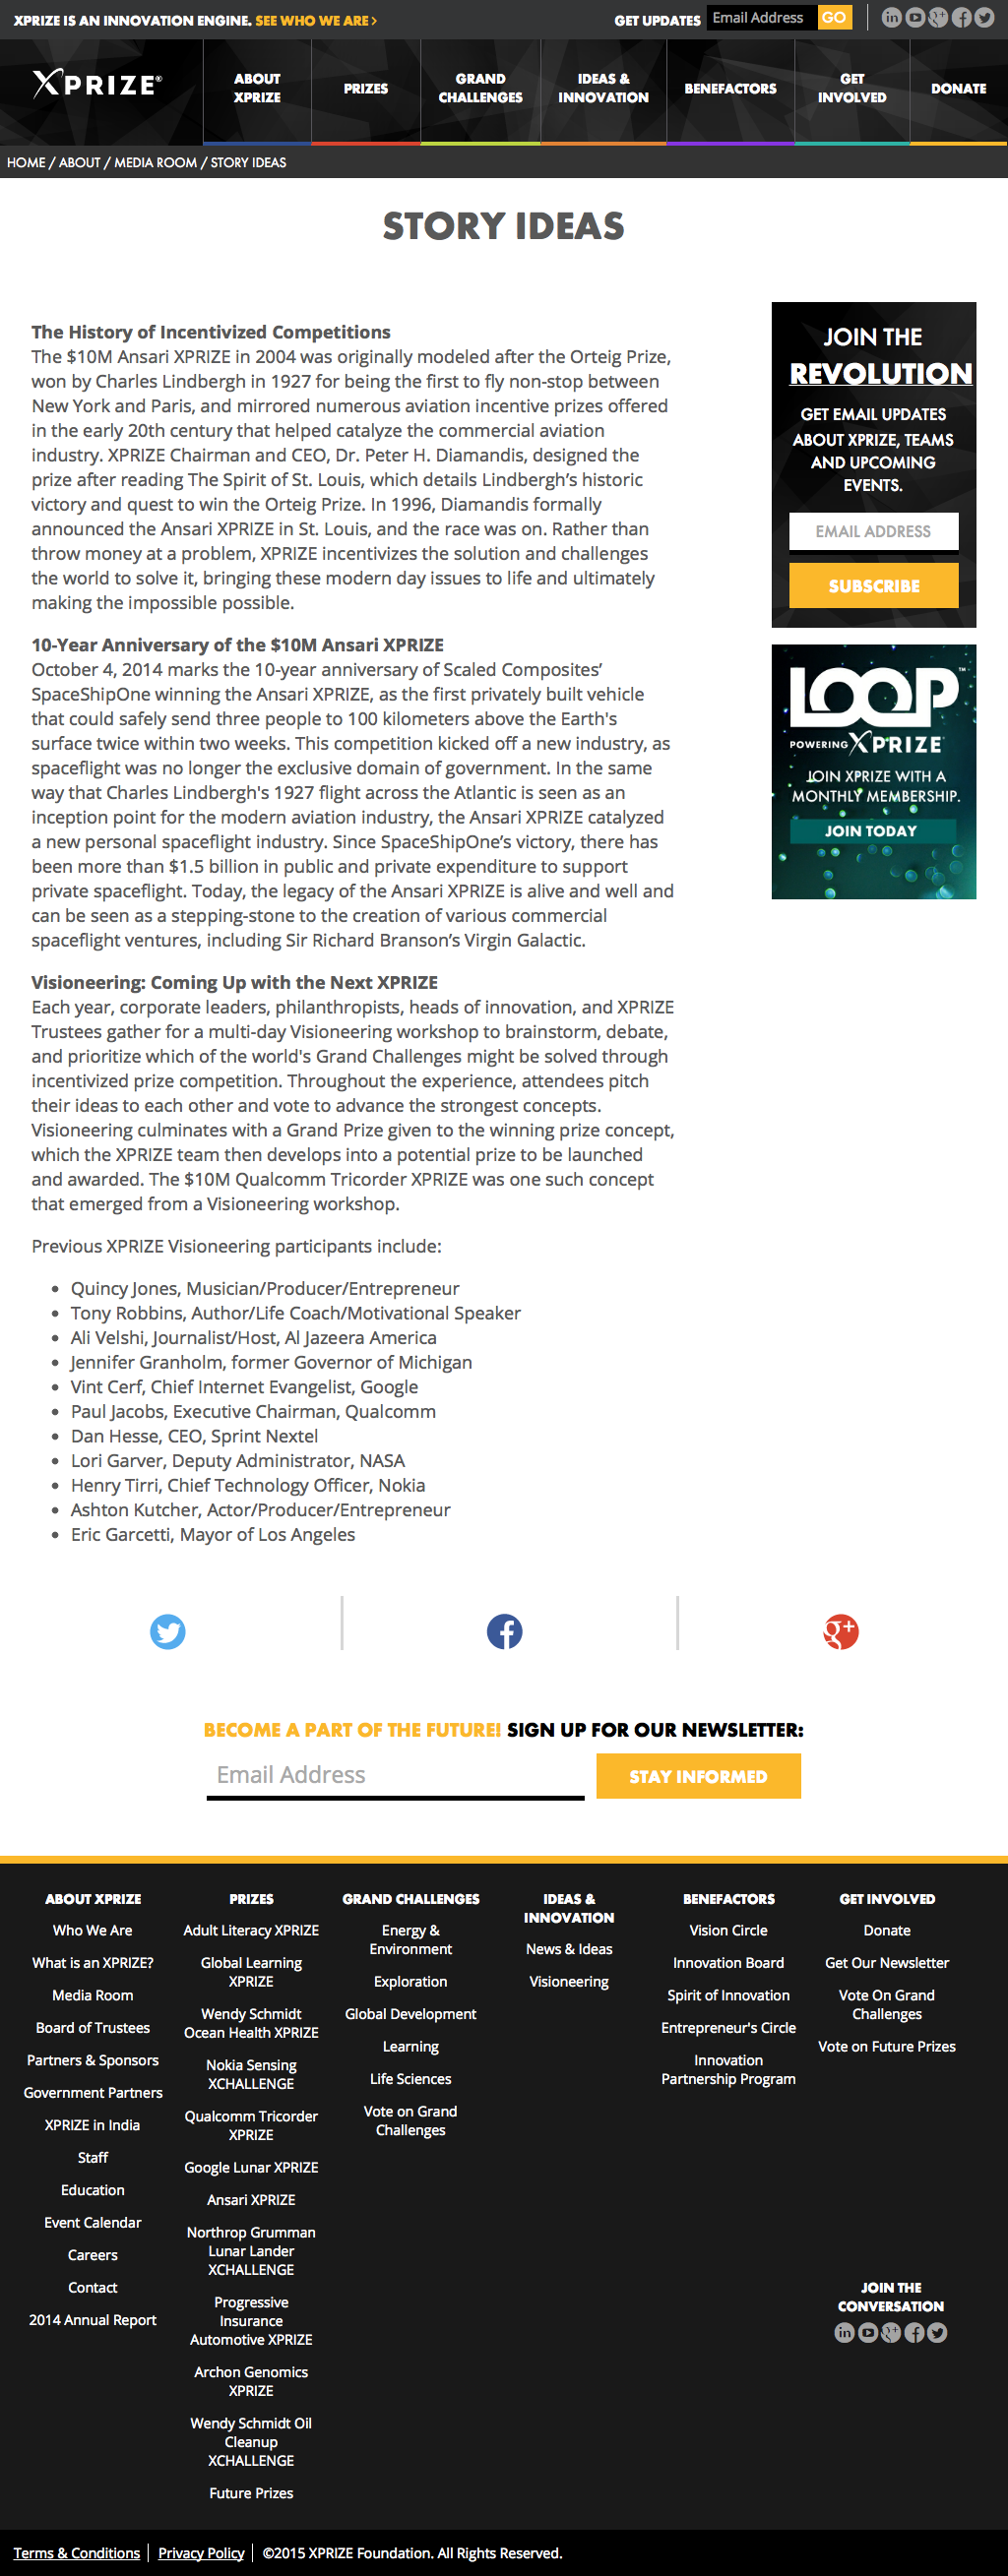 XPRIZE IS AN INNOVATION ENGINE. SEE WHO WE ARE >
GET UPDATES Email Address GO
XPRIZE®
ABOUT XPRIZE
PRIZES
GRAND CHALLENGES
IDEAS & INNOVATION
BENEFACTORS
GET INVOLVED
DONATE
HOME / ABOUT / MEDIA ROOM / STORY IDEAS
STORY IDEAS
The History of Incentivized Competitions
The $10M Ansari XPRIZE in 2004 was originally modeled after the Orteig Prize,
won by Charles Lindbergh in 1927 for being the first to fly non-stop between
New York and Paris, and mirrored numerous aviation incentive prizes offered
in the early 20th century that helped catalyze the commercial aviation
industry. XPRIZE Chairman and CEO, Dr. Peter H. Diamandis, designed the
prize after reading The Spirit of St. Louis, which details Lindbergh’s historic
victory and quest to win the Orteig Prize. In 1996, Diamandis formally
announced the Ansari XPRIZE in St. Louis, and the race was on. Rather than
throw money at a problem, XPRIZE incentivizes the solution and challenges
the world to solve it, bringing these modern day issues to life and ultimately
making the impossible possible.
10-Year Anniversary of the $10M Ansari XPRIZE
October 4, 2014 marks the 10-year anniversary of Scaled Composites’
SpaceShipOne winning the Ansari XPRIZE, as the first privately built vehicle
that could safely send three people to 100 kilometers above the Earth's
surface twice within two weeks. This competition kicked off a new industry, as
spaceflight was no longer the exclusive domain of government. In the same
way that Charles Lindbergh's 1927 flight across the Atlantic is seen as an
inception point for the modern aviation industry, the Ansari XPRIZE catalyzed
a new personal spaceflight industry. Since SpaceShipOne’s victory, there has
been more than $1.5 billion in public and private expenditure to support
private spaceflight. Today, the legacy of the Ansari XPRIZE is alive and well and
can be seen as a stepping-stone to the creation of various commercial
spaceflight ventures, including Sir Richard Branson’s Virgin Galactic.
Visioneering: Coming Up with the Next XPRIZE
Each year, corporate leaders, philanthropists, heads of innovation, and XPRIZE
Trustees gather for a multi-day Visioneering workshop to brainstorm, debate,
and prioritize which of the world's Grand Challenges might be solved through
incentivized prize competition. Throughout the experience, attendees pitch
their ideas to each other and vote to advance the strongest concepts.
Visioneering culminates with a Grand Prize given to the winning prize concept,
which the XPRIZE team then develops into a potential prize to be launched
and awarded. The $10M Qualcomm Tricorder XPRIZE was one such concept
that emerged from a Visioneering workshop.
Previous XPRIZE Visioneering participants include:
• Quincy Jones, Musician/Producer/Entrepreneur
• Tony Robbins, Author/Life Coach/Motivational Speaker
• Ali Velshi, Journalist/Host, Al Jazeera America
• Jennifer Granholm, former Governor of Michigan
• Vint Cerf, Chief Internet Evangelist, Google
• Paul Jacobs, Executive Chairman, Qualcomm
• Dan Hesse, CEO, Sprint Nextel
• Lori Garver, Deputy Administrator, NASA
• Henry Tirri, Chief Technology Officer, Nokia
• Ashton Kutcher, Actor/Producer/Entrepreneur
• Eric Garcetti, Mayor of Los Angeles
JOIN THE
REVOLUTION
GET EMAIL UPDATES
ABOUT XPRIZE, TEAMS
AND UPCOMING
EVENTS.
EMAIL ADDRESS
SUBSCRIBE
LOOP™
POWERING XPRIZE
JOIN XPRIZE WITH A
MONTHLY MEMBERSHIP.
JOIN TODAY
BECOME A PART OF THE FUTURE! SIGN UP FOR OUR NEWSLETTER:
Email Address
STAY INFORMED
ABOUT XPRIZE
Who We Are
What is an XPRIZE?
Media Room
Board of Trustees
Partners & Sponsors
Government Partners
XPRIZE in India
Staff
Education
Event Calendar
Careers
Contact
2014 Annual Report
PRIZES
Adult Literacy XPRIZE
Global Learning
XPRIZE
Wendy Schmidt
Ocean Health XPRIZE
Nokia Sensing
XCHALLENGE
Qualcomm Tricorder
XPRIZE
Google Lunar XPRIZE
Ansari XPRIZE
Northrop Grumman
Lunar Lander
XCHALLENGE
Progressive
Insurance
Automotive XPRIZE
Archon Genomics
XPRIZE
Wendy Schmidt Oil
Cleanup
XCHALLENGE
Future Prizes
GRAND CHALLENGES
Energy &
Environment
Exploration
Global Development
Learning
Life Sciences
Vote on Grand
Challenges
IDEAS &
INNOVATION
News & Ideas
Visioneering
BENEFACTORS
Vision Circle
Innovation Board
Spirit of Innovation
Entrepreneur's Circle
Innovation
Partnership Program
GET INVOLVED
Donate
Get Our Newsletter
Vote On Grand
Challenges
Vote on Future Prizes
JOIN THE
CONVERSATION
Terms & Conditions | Privacy Policy | ©2015 XPRIZE Foundation. All Rights Reserved.